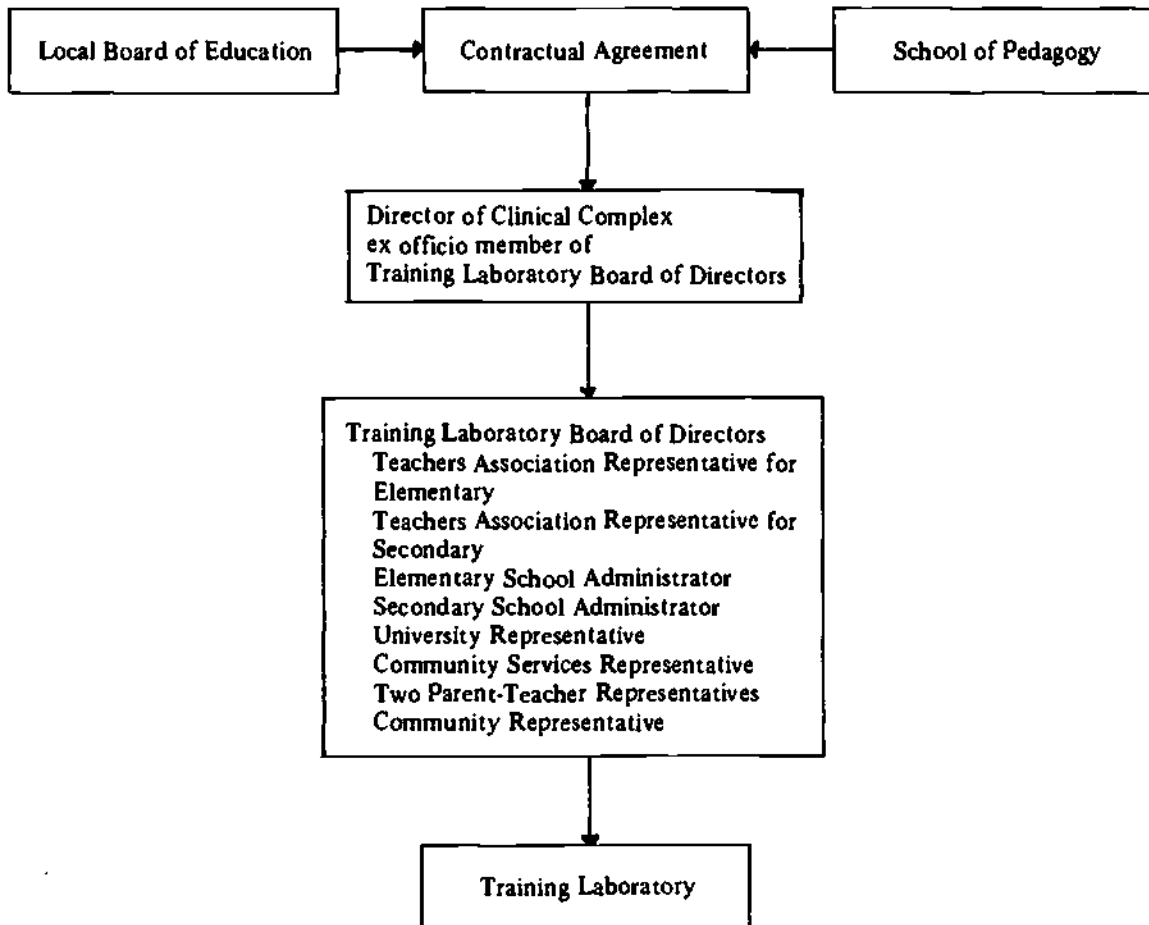 Local Board of Education
Contractual Agreement
School of Pedagogy
Director of Clinical Complex
ex officio member of
Training Laboratory Board of Directors
Training Laboratory Board of Directors
Teachers Association Representative for
Elementary
Teachers Association Representative for
Secondary
Elementary School Administrator
Secondary School Administrator
University Representative
Community Services Representative
Two Parent-Teacher Representatives
Community Representative
Training Laboratory